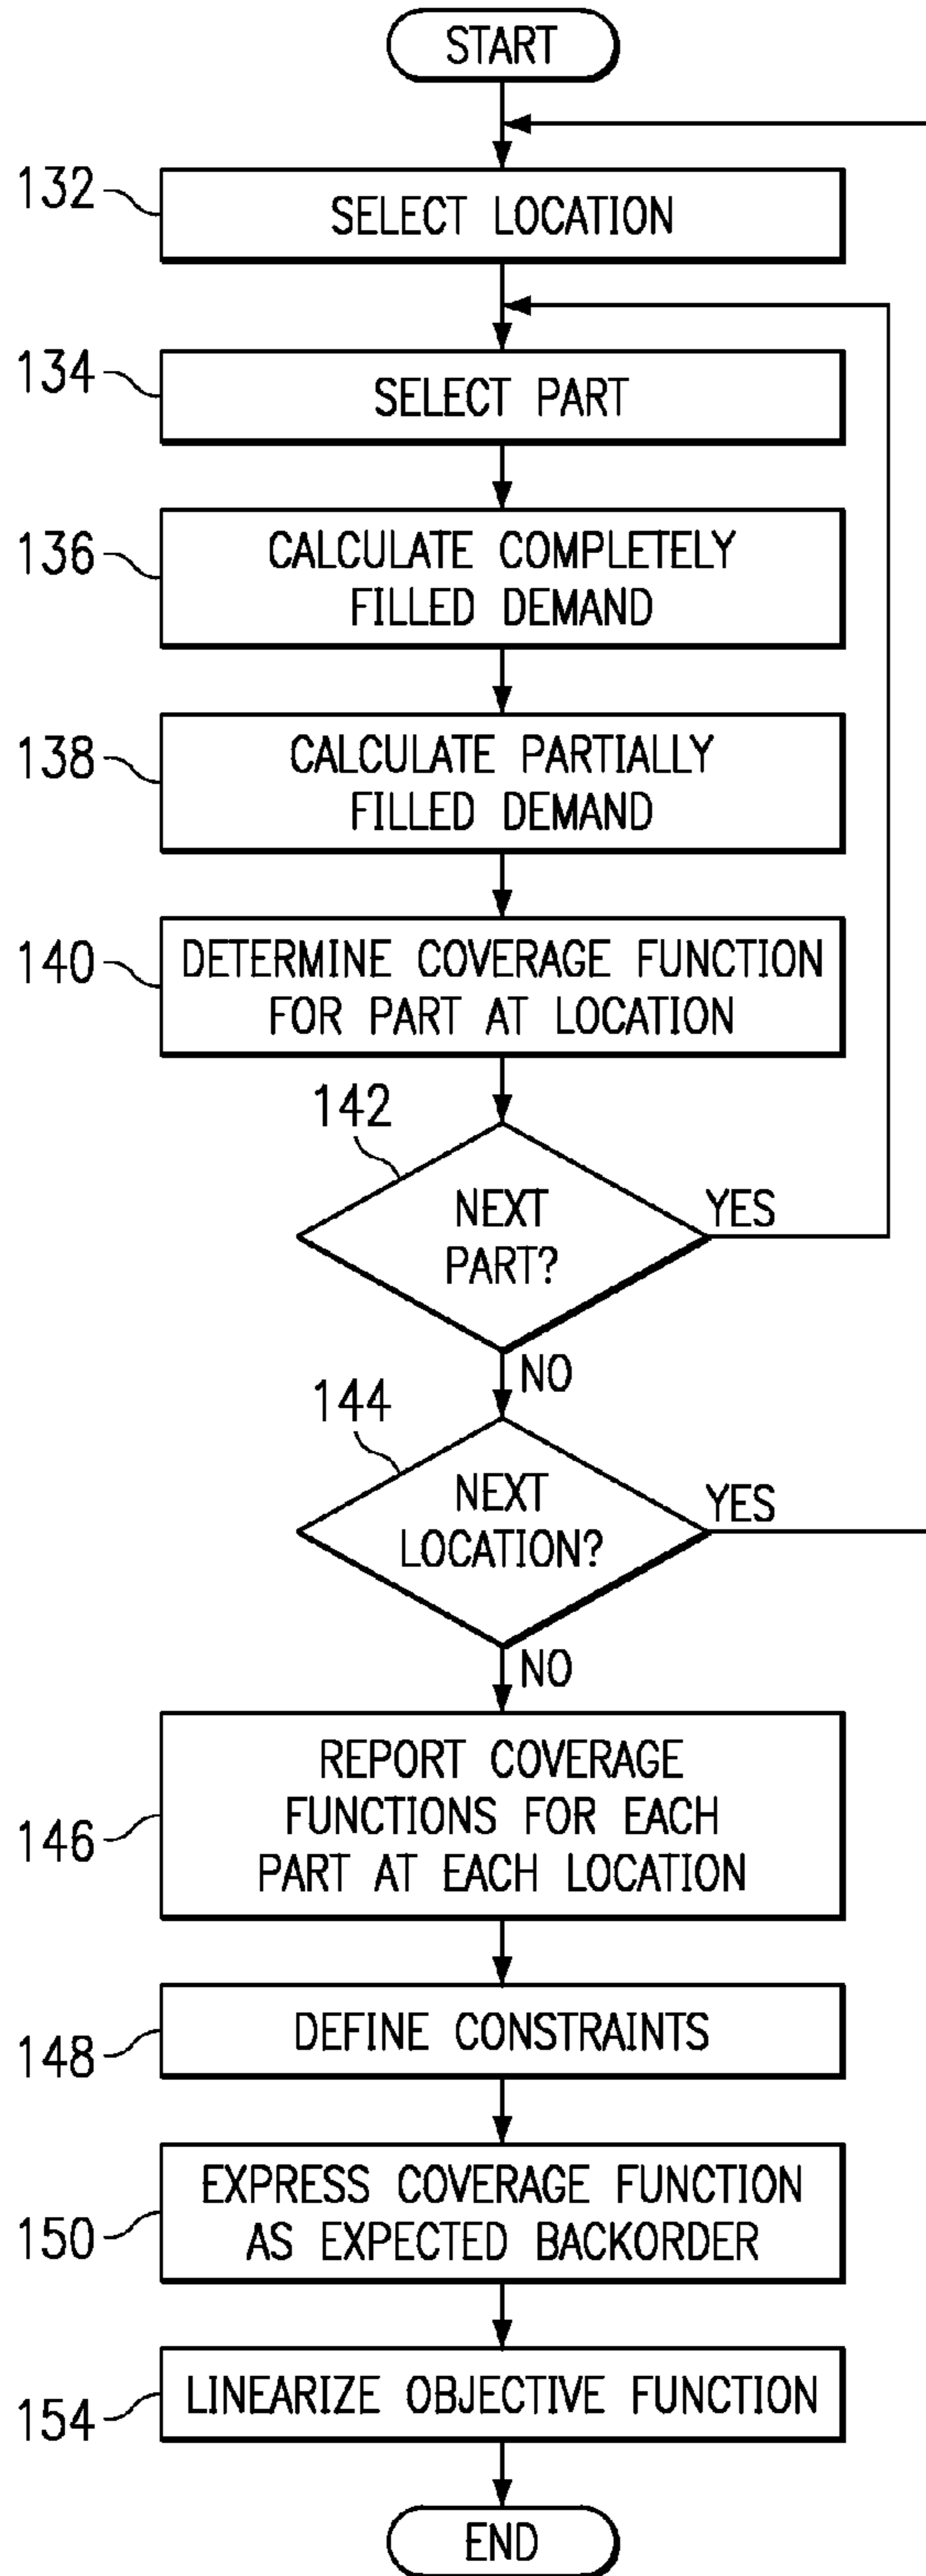 START
132
SELECT LOCATION
134
SELECT PART
136
CALCULATE COMPLETELY
FILLED DEMAND
138
CALCULATE PARTIALLY
FILLED DEMAND
140
DETERMINE COVERAGE FUNCTION
FOR PART AT LOCATION
142
NEXT
PART?
YES
NO
144
NEXT
LOCATION?
YES
NO
146
REPORT COVERAGE
FUNCTIONS FOR EACH
PART AT EACH LOCATION
148
DEFINE CONSTRAINTS
150
EXPRESS COVERAGE FUNCTION
AS EXPECTED BACKORDER
154
LINEARIZE OBJECTIVE FUNCTION
END